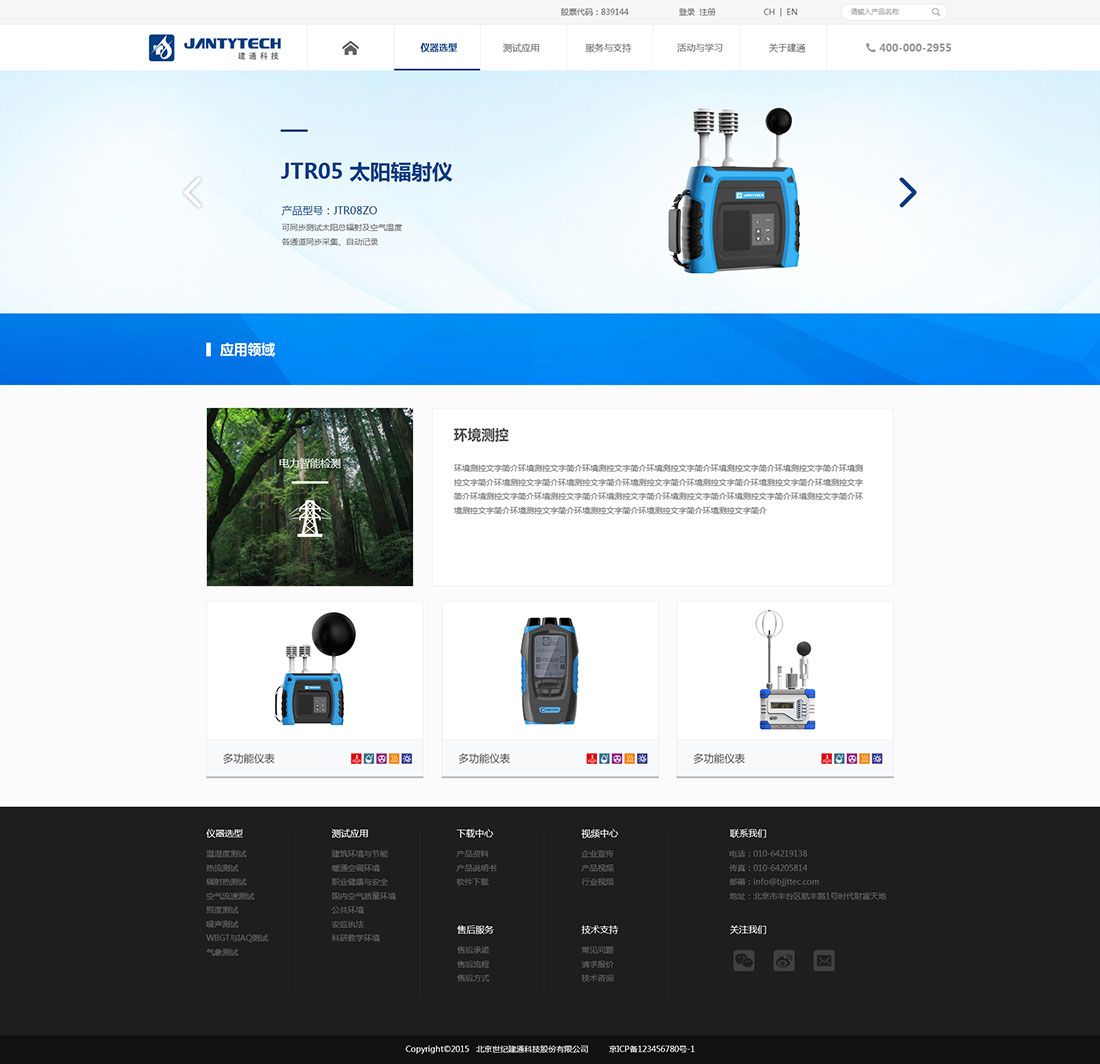 股票代码：839144
登录 注册
CH | EN
请输入产品名称
JANTYTECH
建通科技
仪器选型
测试应用
服务与支持
活动与学习
关于建通
400-000-2955
JTR05 太阳辐射仪
产品型号：JTR08ZO
可同步测试太阳总辐射及空气温度
各通道同步采集、自动记录
JANTYTECH
应用领域
电力智能检测
环境测控
环境测控文字简介环境测控文字简介环境测控文字简介环境测控文字简介环境测控文字简介环境测控文字简介环境测
控文字简介环境测控文字简介环境测控文字简介环境测控文字简介环境测控文字简介环境测控文字简介环境测控文字
简介环境测控文字简介环境测控文字简介环境测控文字简介环境测控文字简介环境测控文字简介环境测控文字简介环
境测控文字简介环境测控文字简介环境测控文字简介环境测控文字简介环境测控文字简介
多功能仪表
多功能仪表
多功能仪表
仪器选型
温湿度测试
热流测试
辐射热测试
空气流速测试
照度测试
噪声测试
WBGT与IAQ测试
气象测试
测试应用
建筑环境与节能
暖通空调环境
职业健康与安全
国内空气质量环境
公共环境
安监执法
科研教学环境
下载中心
产品资料
产品说明书
软件下载
售后服务
售后承诺
售后流程
售后方式
视频中心
企业宣传
产品视频
行业视频
技术支持
常见问题
请求报价
技术咨询
联系我们
电话：010-64219138
传真：010-64205814
邮箱：info@bjjttec.com
地址：北京市丰台区航丰路1号时代财富天地
关注我们
Copyright©2015 北京世纪建通科技股份有限公司 京ICP备123456780号-1